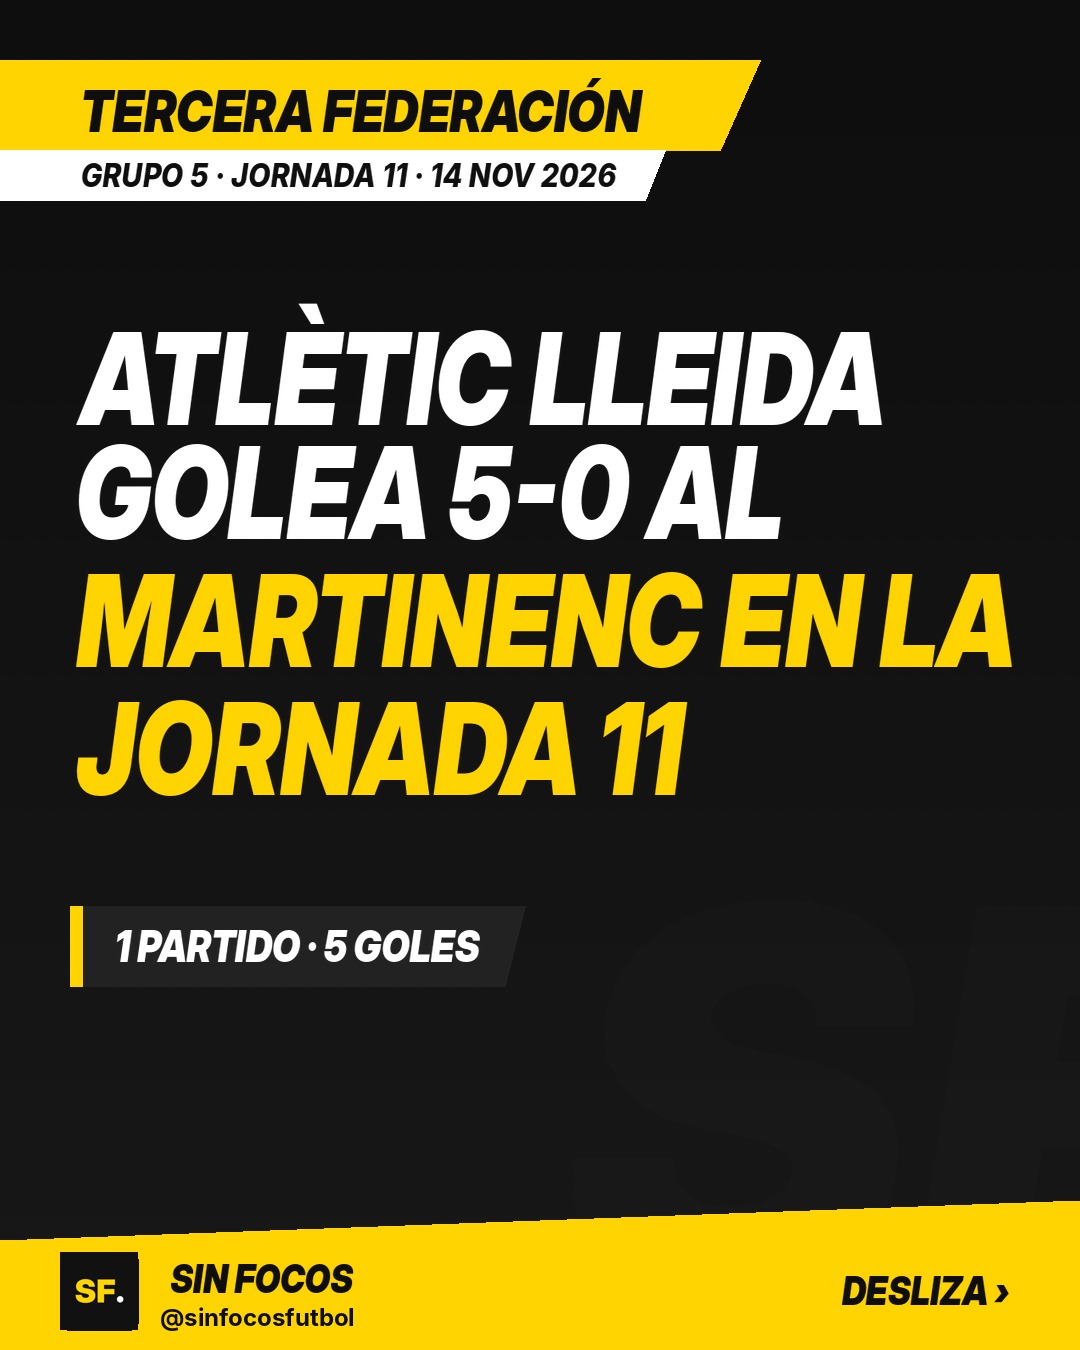 TERCERA FEDERACIÓN
GRUPO 5 · JORNADA 11 · 14 NOV 2026
ATLÈTIC LLEIDA
GOLEA 5-0 AL
MARTINENC EN LA
JORNADA 11
1 PARTIDO · 5 GOLES
SF
SF.
SIN FOCOS
@sinfocosfutbol
DESLIZA ›